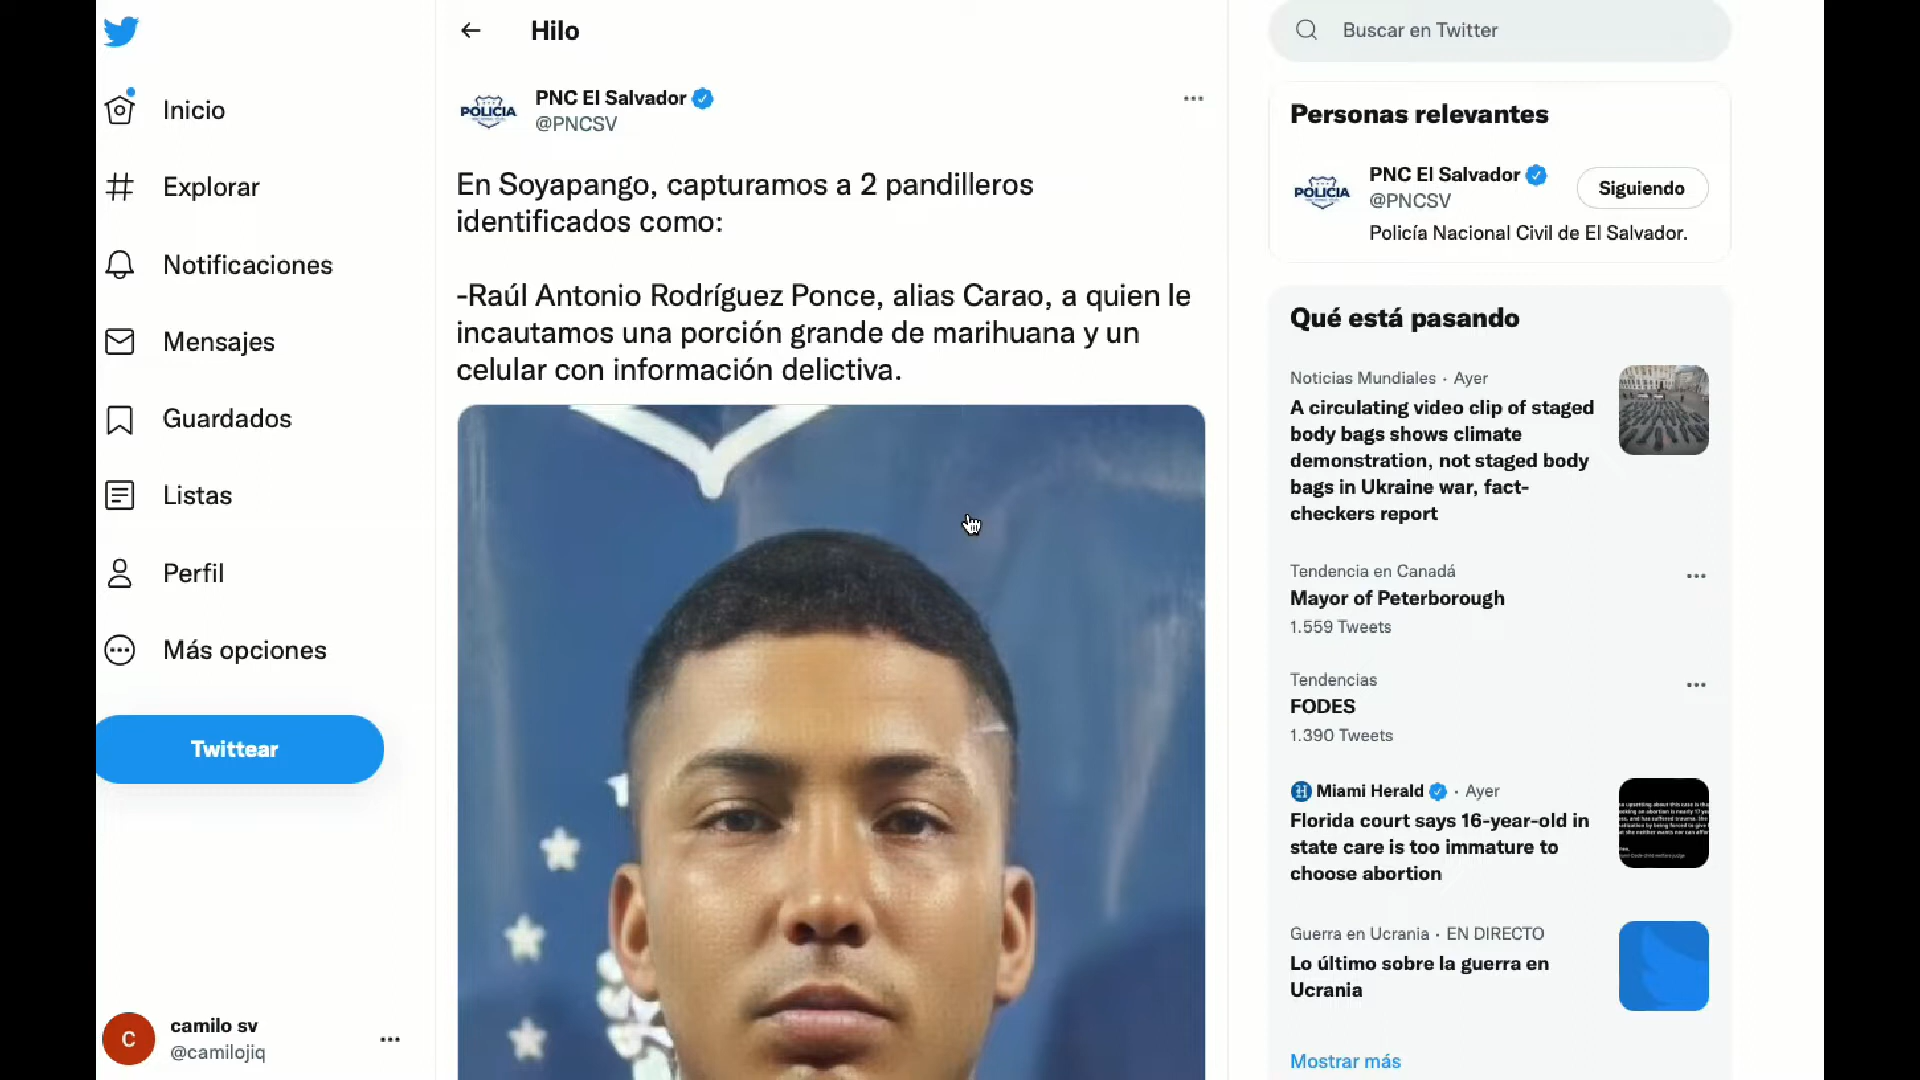 Inicio
Explorar
Notificaciones
Mensajes
Guardados
Listas
Perfil
Más opciones
Twittear
C
camilo sv
@camilojiq
Hilo
POLICIA
PNC El Salvador
@PNCSV
En Soyapango, capturamos a 2 pandilleros
identificados como:
-Raúl Antonio Rodríguez Ponce, alias Carao, a quien le
incautamos una porción grande de marihuana y un
celular con información delictiva.
Buscar en Twitter
Personas relevantes
POLICIA
PNC El Salvador
@PNCSV
Siguiendo
Policía Nacional Civil de El Salvador.
Qué está pasando
Noticias Mundiales · Ayer
A circulating video clip of staged
body bags shows climate
demonstration, not staged body
bags in Ukraine war, fact-
checkers report
Tendencia en Canadá
Mayor of Peterborough
1.559 Tweets
Tendencias
FODES
1.390 Tweets
Miami Herald · Ayer
Florida court says 16-year-old in
state care is too immature to
choose abortion
Guerra en Ucrania · EN DIRECTO
Lo último sobre la guerra en
Ucrania
Mostrar más